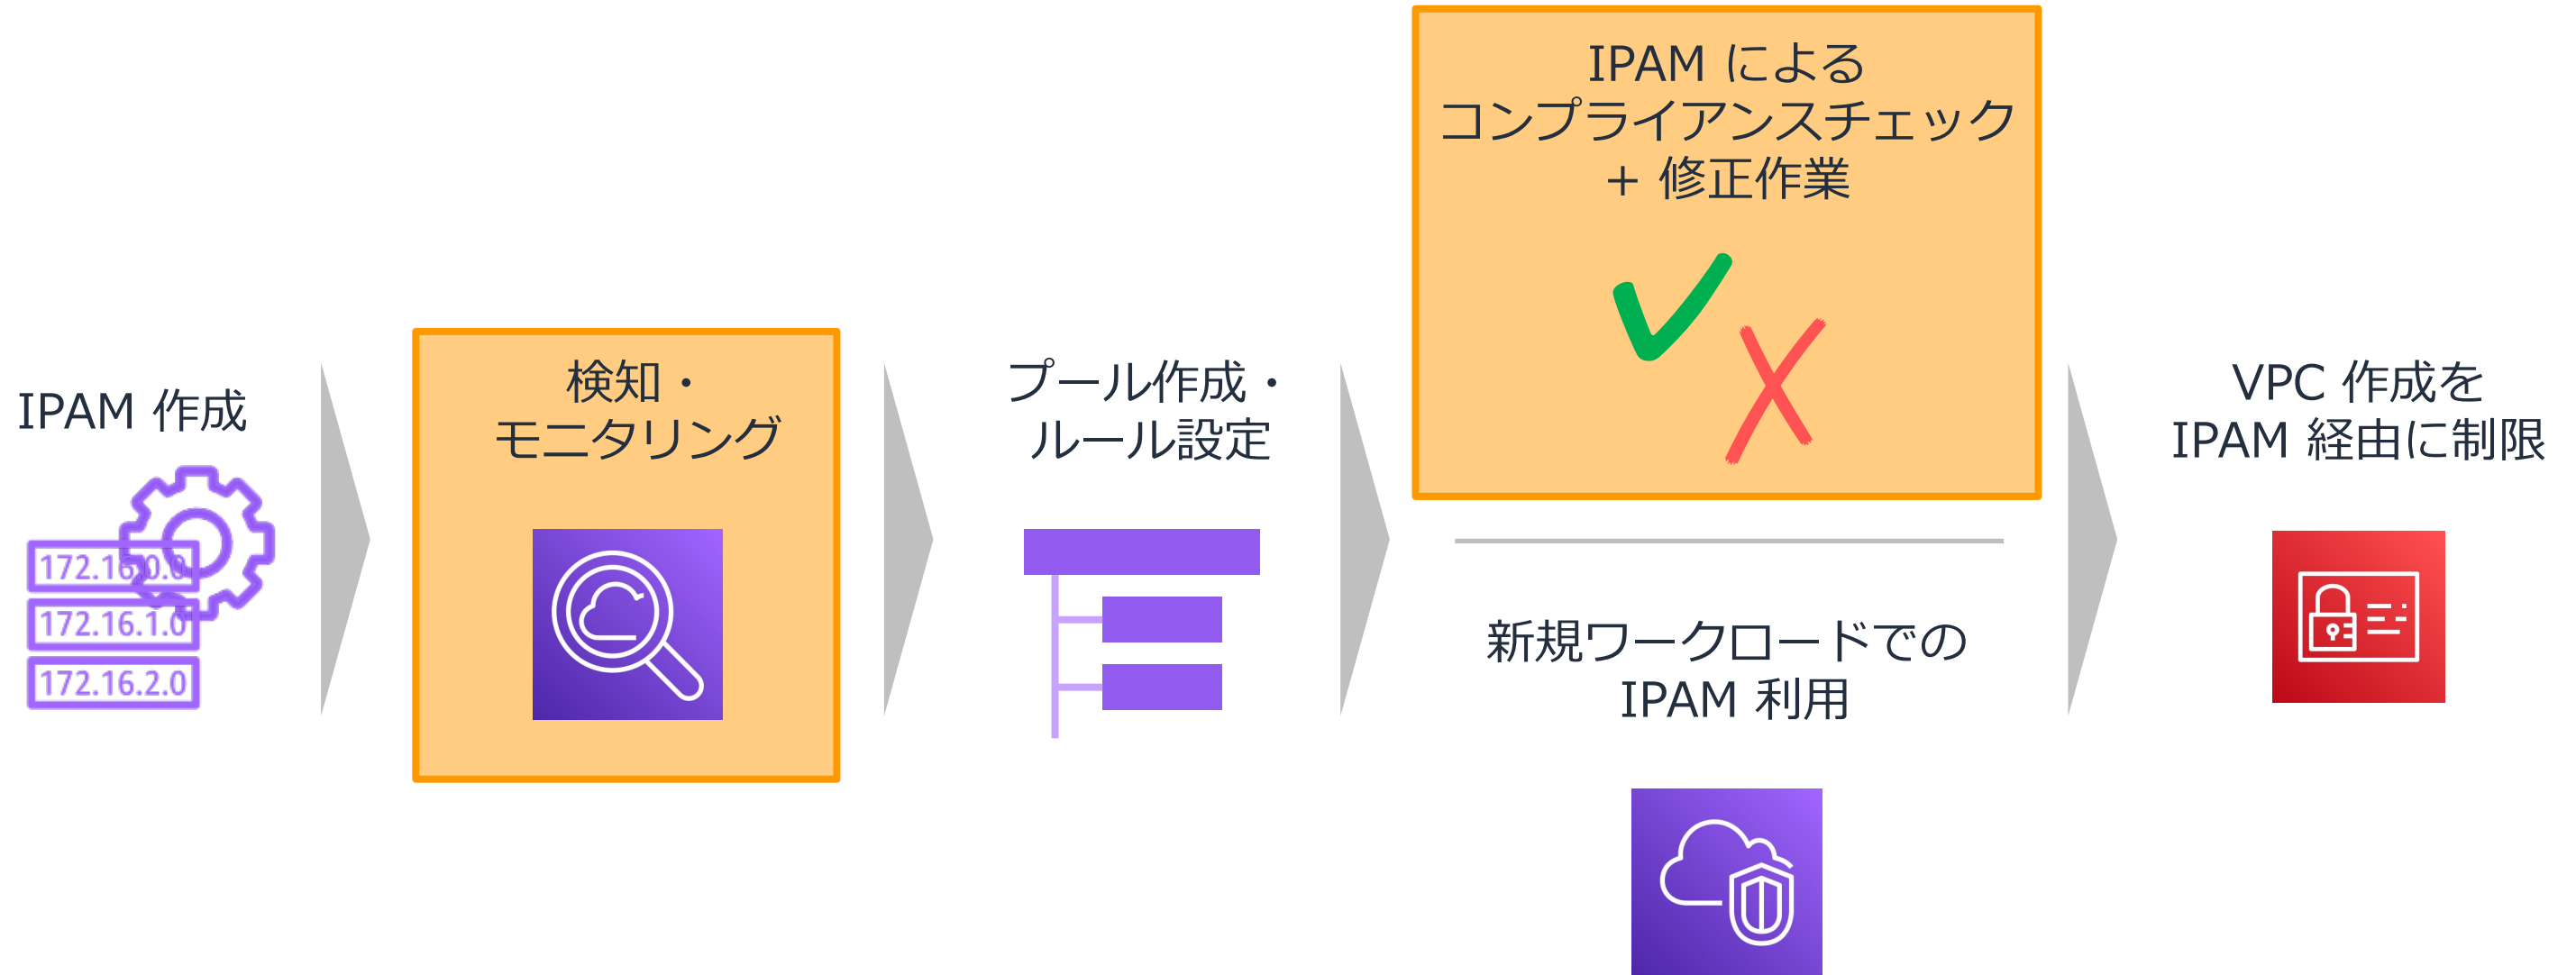 IPAM 作成
172.16.0.0
172.16.1.0
172.16.2.0
検知・
モニタリング
プール作成・
ルール設定
IPAM による
コンプライアンスチェック
+ 修正作業
新規ワークロードでの
IPAM 利用
VPC 作成を
IPAM 経由に制限